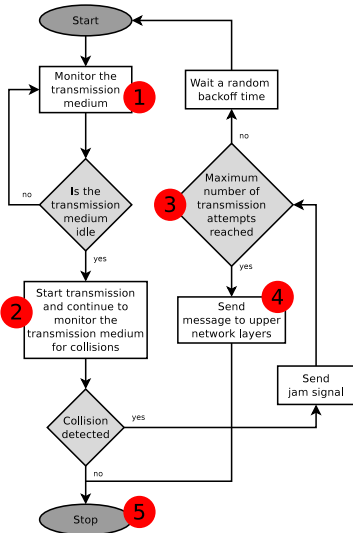 Start
Monitor the
transmission
medium
1
no
Is the
transmission
medium
idle
yes
2
Start transmission
and continue to
monitor the
transmission medium
for collisions
Collision
detected
yes
no
Stop
5
Wait a random
backoff time
no
3
Maximum
number of
transmission
attempts
reached
yes
4
Send
message to upper
network layers
Send
jam signal